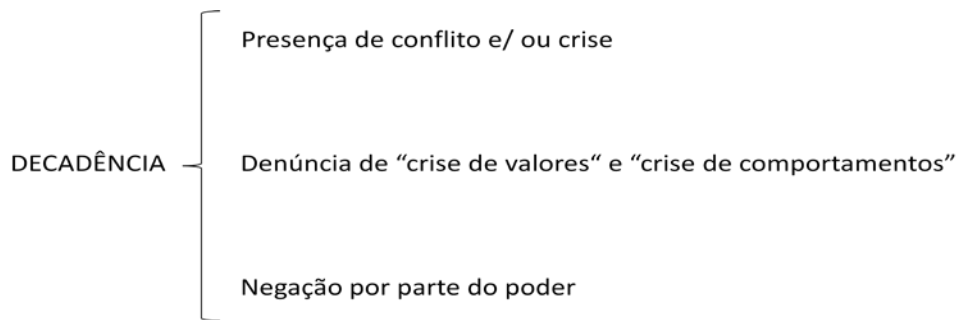 Presença de conflito e/ ou crise
DECADÊNCIA
Denúncia de “crise de valores“ e “crise de comportamentos”
Negação por parte do poder